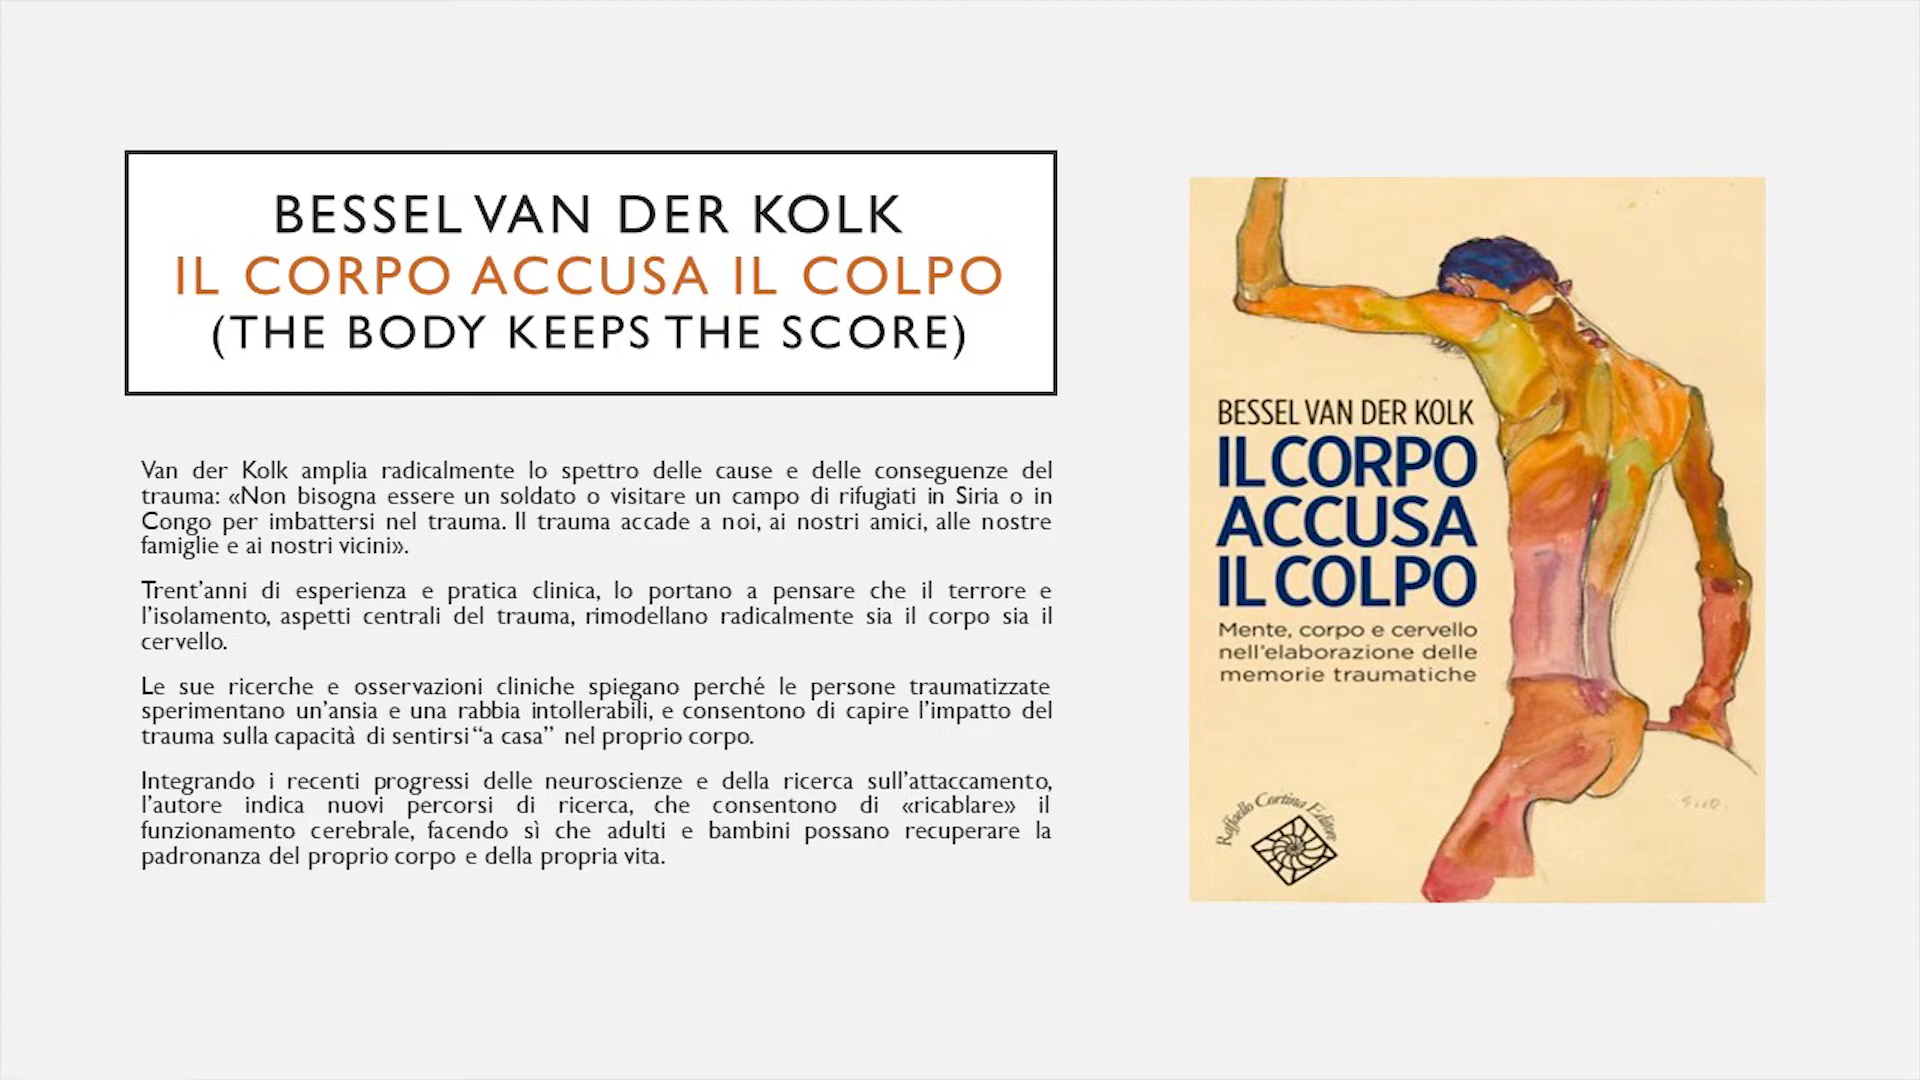 BESSEL VAN DER KOLK
IL CORPO ACCUSA IL COLPO
(THE BODY KEEPS THE SCORE)
Van der Kolk amplia radicalmente lo spettro delle cause e delle conseguenze del
trauma: «Non bisogna essere un soldato o visitare un campo di rifugiati in Siria o in
Congo per imbattersi nel trauma. Il trauma accade a noi, ai nostri amici, alle nostre
famiglie e ai nostri vicini».
Trent’anni di esperienza e pratica clinica, lo portano a pensare che il terrore e
l’isolamento, aspetti centrali del trauma, rimodellano radicalmente sia il corpo sia il
cervello.
Le sue ricerche e osservazioni cliniche spiegano perché le persone traumatizzate
sperimentano un’ansia e una rabbia intollerabili, e consentono di capire l’impatto del
trauma sulla capacità di sentirsi “a casa” nel proprio corpo.
Integrando i recenti progressi delle neuroscienze e della ricerca sull’attaccamento,
l’autore indica nuovi percorsi di ricerca, che consentono di «ricablare» il
funzionamento cerebrale, facendo sì che adulti e bambini possano recuperare la
padronanza del proprio corpo e della propria vita.
BESSEL VAN DER KOLK
IL CORPO
ACCUSA
IL COLPO
Mente, corpo e cervello
nell’elaborazione delle
memorie traumatiche
Raffaello Cortina Editore